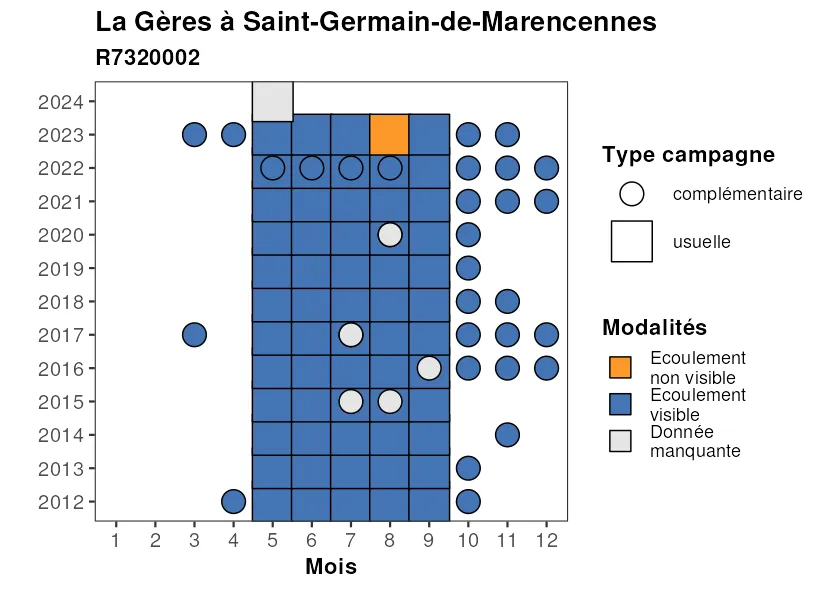 La Gères à Saint-Germain-de-Marencennes
R7320002
2024
2023
2022
2021
2020
2019
2018
2017
2016
2015
2014
2013
2012
1 2 3 4 5 6 7 8 9 10 11 12
Mois
Type campagne
complémentaire
usuelle
Modalités
Ecoulement
non visible
Ecoulement
visible
Donnée
manquante